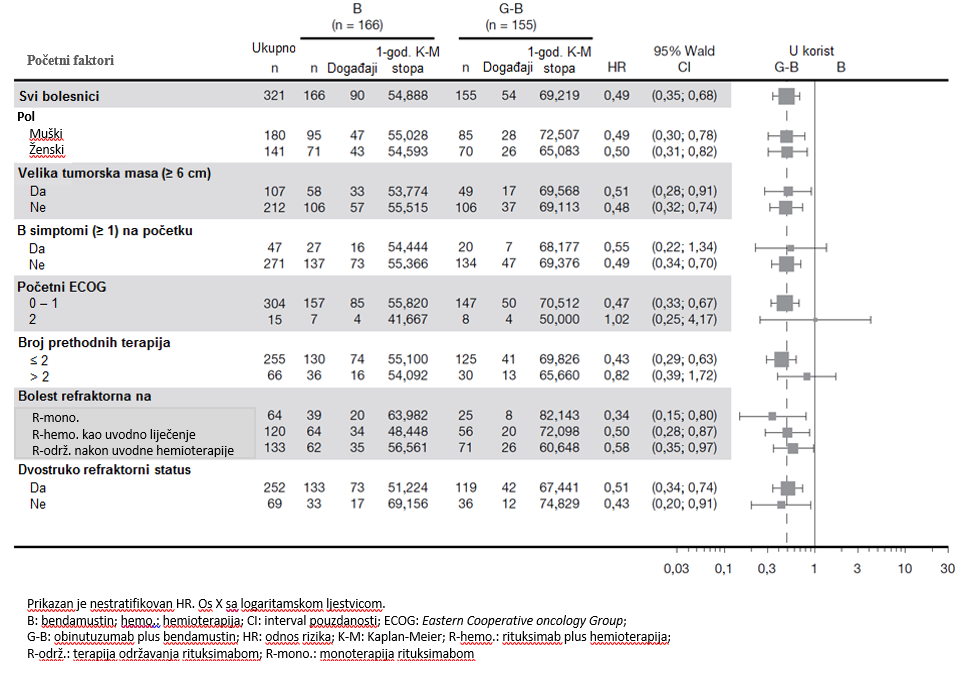 B G-B
(n = 166) (n = 155)
Početni faktori Ukupno n n Događaji 1-god. K-M stopa n Događaji 1-god. K-M stopa HR 95% Wald CI U korist G-B B
Svi bolesnici 321 166 90 54,888 155 54 69,219 0,49 (0,35; 0,68)
Pol
Muški 180 95 47 55,028 85 28 72,507 0,49 (0,30; 0,78)
Ženski 141 71 43 54,593 70 26 65,083 0,50 (0,31; 0,82)
Velika tumorska masa (≥ 6 cm)
Da 107 58 33 53,774 49 17 69,568 0,51 (0,28; 0,91)
Ne 212 106 57 55,515 106 37 69,113 0,48 (0,32; 0,74)
B simptomi (≥ 1) na početku
Da 47 27 16 54,444 20 7 68,177 0,55 (0,22; 1,34)
Ne 271 137 73 55,366 134 47 69,376 0,49 (0,34; 0,70)
Početni ECOG
0 – 1 304 157 85 55,820 147 50 70,512 0,47 (0,33; 0,67)
2 15 7 4 41,667 8 4 50,000 1,02 (0,25; 4,17)
Broj prethodnih terapija
≤ 2 255 130 74 55,100 125 41 69,826 0,43 (0,29; 0,63)
> 2 66 36 16 54,092 30 13 65,660 0,82 (0,39; 1,72)
Bolest refraktorna na
R-mono. 64 39 20 63,982 25 8 82,143 0,34 (0,15; 0,80)
R-hemo. kao uvodno liječenje 120 64 34 48,448 56 20 72,098 0,50 (0,28; 0,87)
R-održ. nakon uvodne hemioterapije 133 62 35 56,561 71 26 60,648 0,58 (0,35; 0,97)
Dvostruko refraktorni status
Da 252 133 73 51,224 119 42 67,441 0,51 (0,34; 0,74)
Ne 69 33 17 69,156 36 12 74,829 0,43 (0,20; 0,91)
0,03 0,1 0,3 1 3 10 30
Prikazan je nestratifikovan HR. Os X sa logaritamskom ljestvicom.
B: bendamustin; hemo.: hemioterapija; CI: interval pouzdanosti; ECOG: Eastern Cooperative oncology Group;
G-B: obinutuzumab plus bendamustin; HR: odnos rizika; K-M: Kaplan-Meier; R-hemo.: rituksimab plus hemioterapija;
R-održ.: terapija održavanja rituksimabom; R-mono.: monoterapija rituksimabom